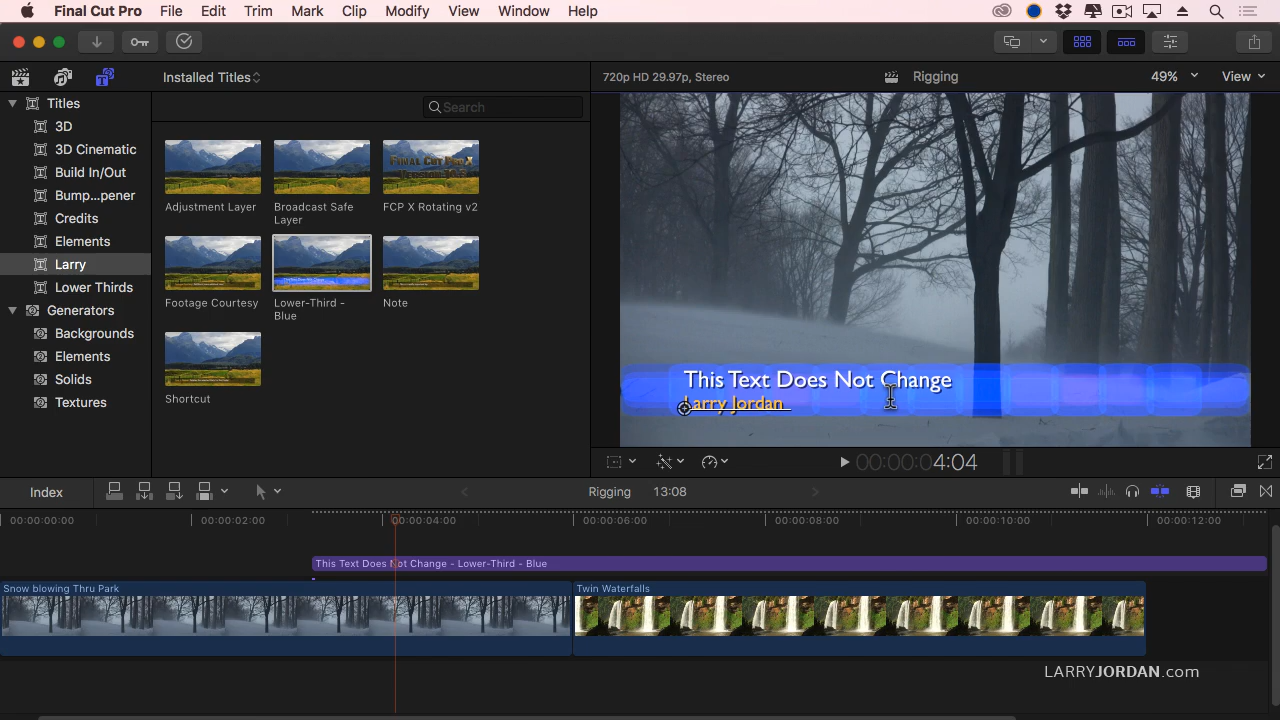 Final Cut Pro File Edit Trim Mark Clip Modify View Window Help
Installed Titles
720p HD 29.97p, Stereo
Rigging
49%
View
Titles
3D
3D Cinematic
Build In/Out
Bump...pener
Credits
Elements
Larry
Lower Thirds
Generators
Backgrounds
Elements
Solids
Textures
Search
Adjustment Layer
Broadcast Safe
Layer
FCP X Rotating v2
Footage Courtesy
Lower-Third -
Blue
Note
Shortcut
This Text Does Not Change
Larry Jordan
00:00:00:04:04
Index
Rigging
13:08
00:00:00:00
00:00:02:00
00:00:04:00
00:00:06:00
00:00:08:00
00:00:10:00
00:00:12:00
This Text Does Not Change - Lower-Third - Blue
Snow blowing Thru Park
Twin Waterfalls
LARRYJORDAN.com